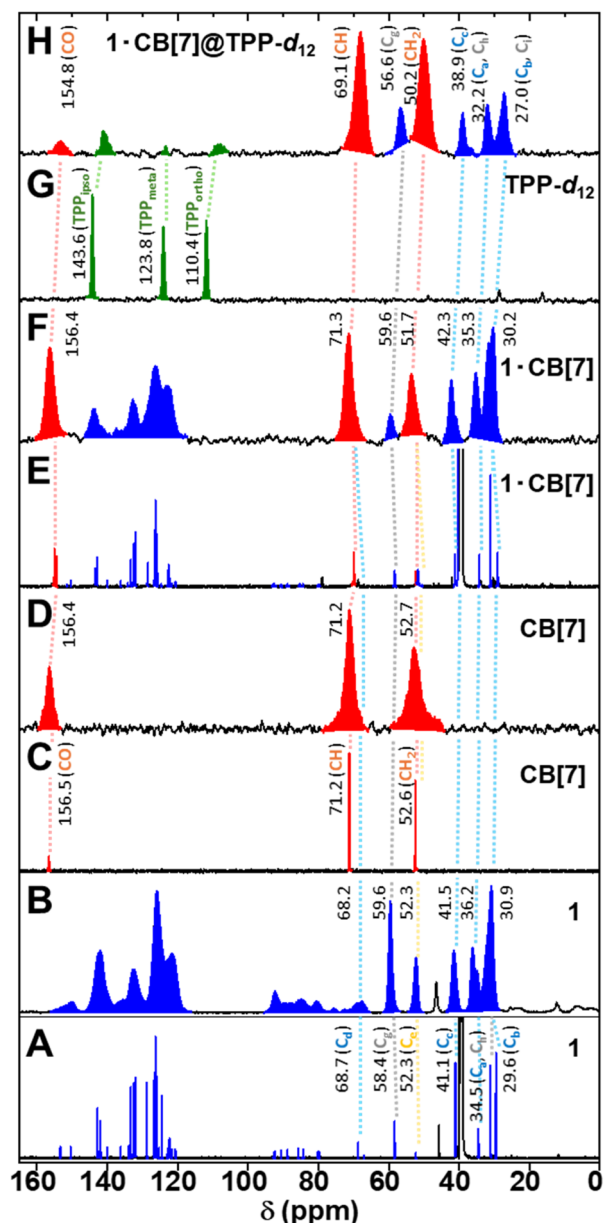 H
1·CB[7]@TPP-d12
154.8 (CO)
69.1 (CH)
56.6 (Cg)
50.2 (CH2)
38.9 (Cc)
32.2 (Ca, Ch)
27.0 (Cb, Ci)
G
TPP-d12
143.6 (TPPipso)
123.8 (TPPmeta)
110.4 (TPPortho)
F
1·CB[7]
156.4
71.3
59.6
51.7
42.3
35.3
30.2
E
1·CB[7]
D
CB[7]
156.4
71.2
52.7
C
CB[7]
156.5 (CO)
71.2 (CH)
52.6 (CH2)
B
1
68.2
59.6
52.3
41.5
36.2
30.9
A
1
68.7 (Cd)
58.4 (Cg)
52.3 (Ce)
41.1 (Cc)
34.5 (Ca, Ch)
29.6 (Cb)
160 140 120 100 80 60 40 20 0
δ (ppm)